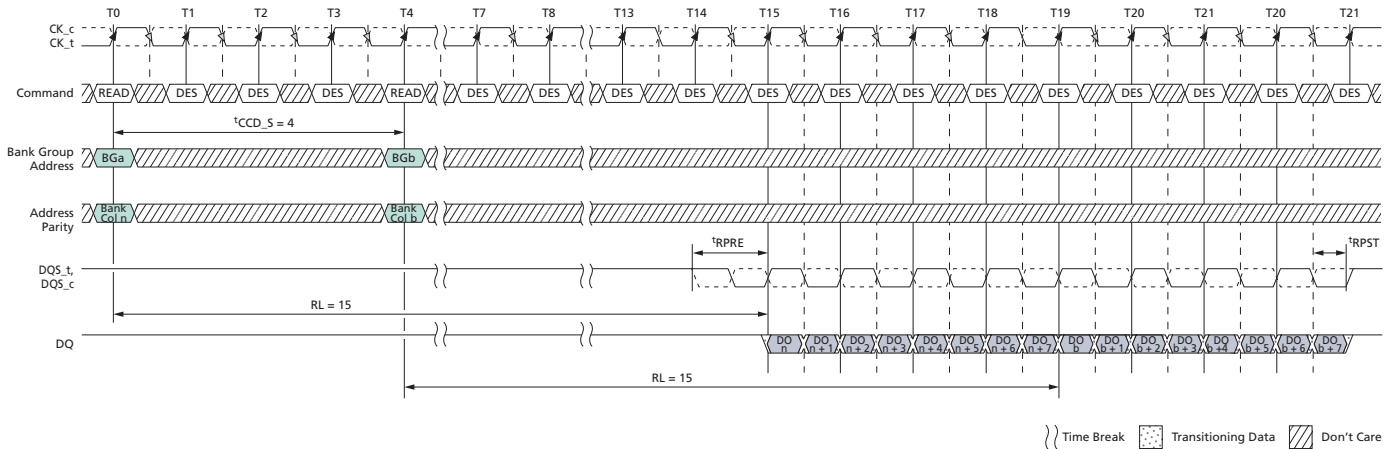 T0 T1 T2 T3 T4 T7 T8 T13 T14 T15 T16 T17 T18 T19 T20 T21 T20 T21
CK_c
CK_t
Command READ DES DES DES READ DES DES DES DES DES DES DES DES DES DES DES DES DES
tCCD_S = 4
Bank Group
Address
BGa BGb
Address
Parity
Bank
Col n
Bank
Col b
tRPRE tRPST
DQS_t,
DQS_c
RL = 15
DQ
DO
n
DO
n + 1
DO
n + 2
DO
n + 3
DO
n + 4
DO
n + 5
DO
n + 6
DO
n + 7
DO
b
DO
b + 1
DO
b + 2
DO
b + 3
DO
b + 4
DO
b + 5
DO
b + 6
DO
b + 7
RL = 15
Time Break Transitioning Data Don't Care